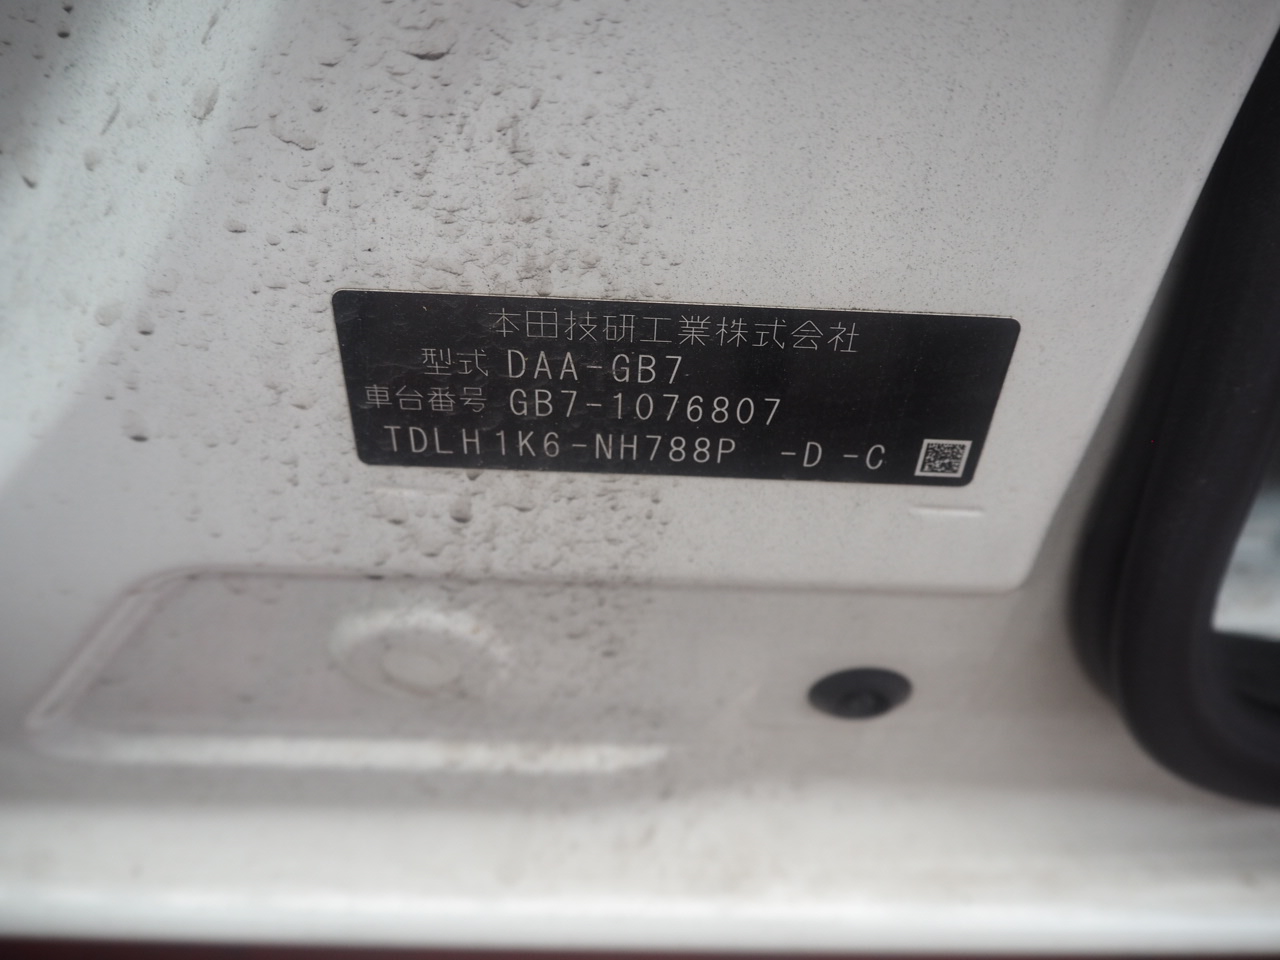 本田技研工業株式会社
型式 DAA-GB7
車台番号 GB7-1076807
TDLH1K6-NH788P -D -C